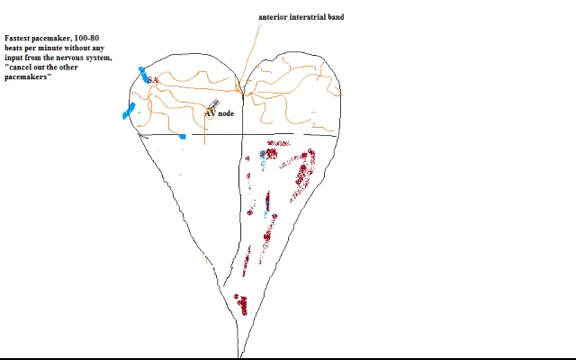 anterior interatrial band
Fastest pacemaker, 100-80
beats per minute without any
input from the nervous system,
"cancel out the other
pacemakers"
SA
AV node